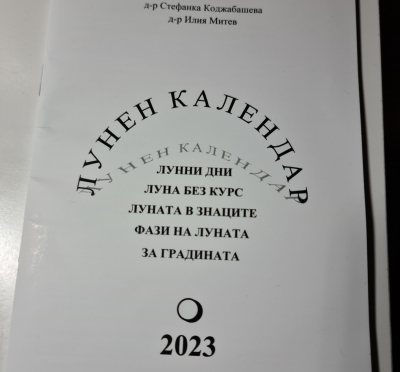 д-р Стефанка Коджабашева
д-р Илия Митев
ЛУНЕН КАЛЕНДАР
ЛУНЕН КАЛЕНДАР
ЛУННИ ДНИ
ЛУНА БЕЗ КУРС
ЛУНАТА В ЗНАЦИТЕ
ФАЗИ НА ЛУНАТА
ЗА ГРАДИНАТА
2023